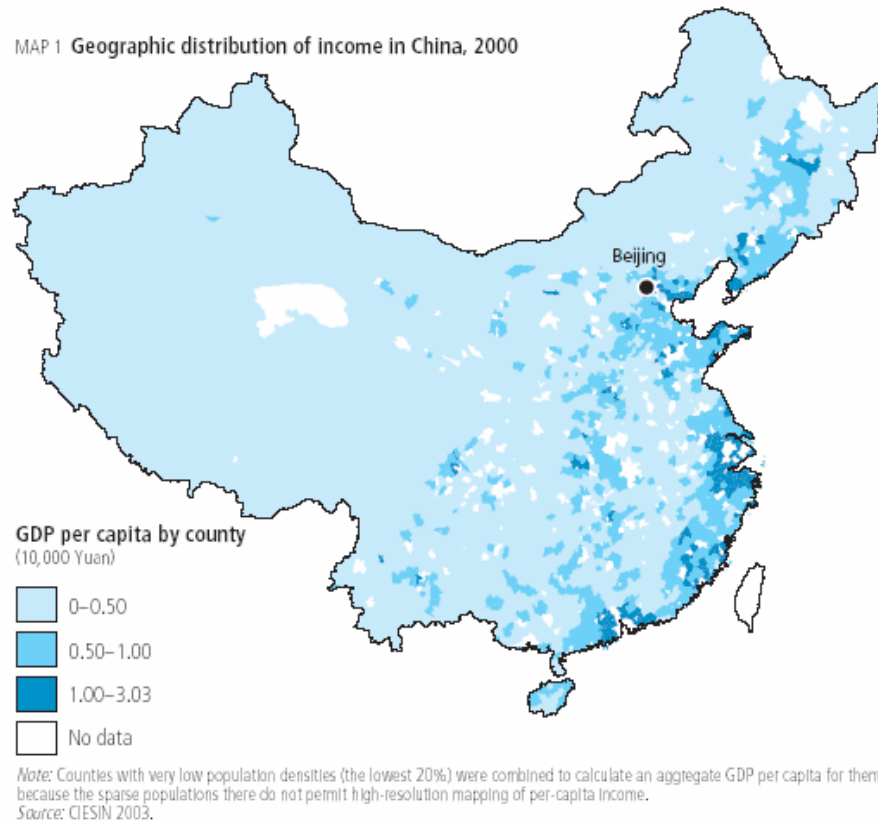 MAP 1 Geographic distribution of income in China, 2000
Beijing
GDP per capita by county
(10,000 Yuan)
0–0.50
0.50–1.00
1.00–3.03
No data
Note: Counties with very low population densities (the lowest 20%) were combined to calculate an aggregate GDP per capita for them
because the sparse populations there do not permit high-resolution mapping of per-capita income.
Source: CIESIN 2003.